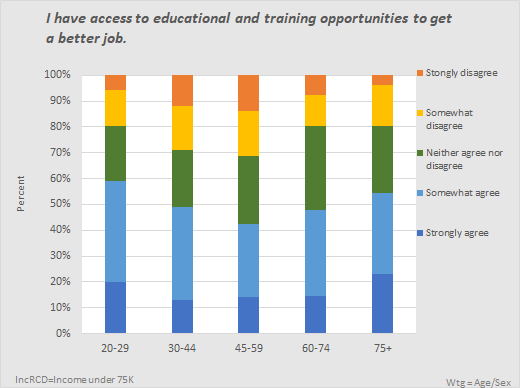 I have access to educational and training opportunities to get
a better job.
100%
90%
80%
70%
60%
50%
40%
30%
20%
10%
0%
Percent
20-29
30-44
45-59
60-74
75+
Stongly disagree
Somewhat
disagree
Neither agree nor
disagree
Somewhat agree
Strongly agree
IncRCD=Income under 75K
Wtg = Age/Sex